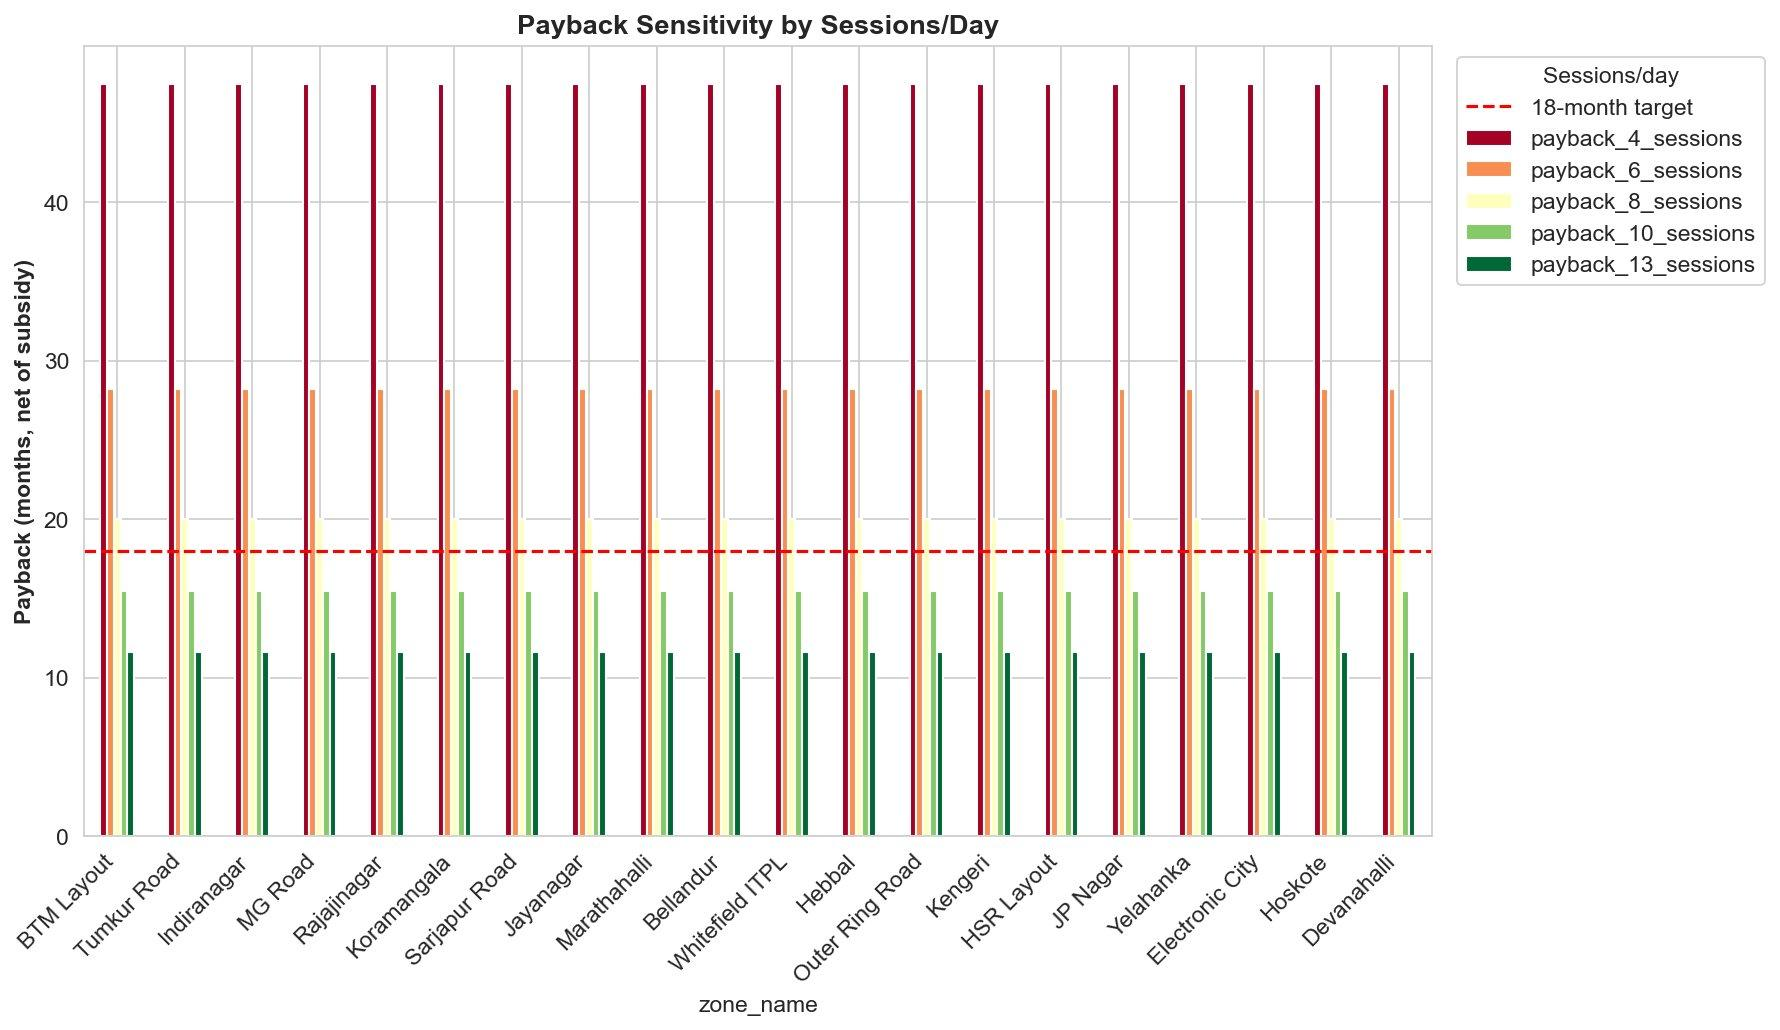 Payback Sensitivity by Sessions/Day
Payback (months, net of subsidy)
40
30
20
10
0
BTM Layout
Tumkur Road
Indiranagar
MG Road
Rajajinagar
Koramangala
Sarjapur Road
Jayanagar
Marathahalli
Bellandur
Whitefield ITPL
Hebbal
Outer Ring Road
Kengeri
HSR Layout
JP Nagar
Yelahanka
Electronic City
Hoskote
Devanahalli
zone_name
Sessions/day
18-month target
payback_4_sessions
payback_6_sessions
payback_8_sessions
payback_10_sessions
payback_13_sessions